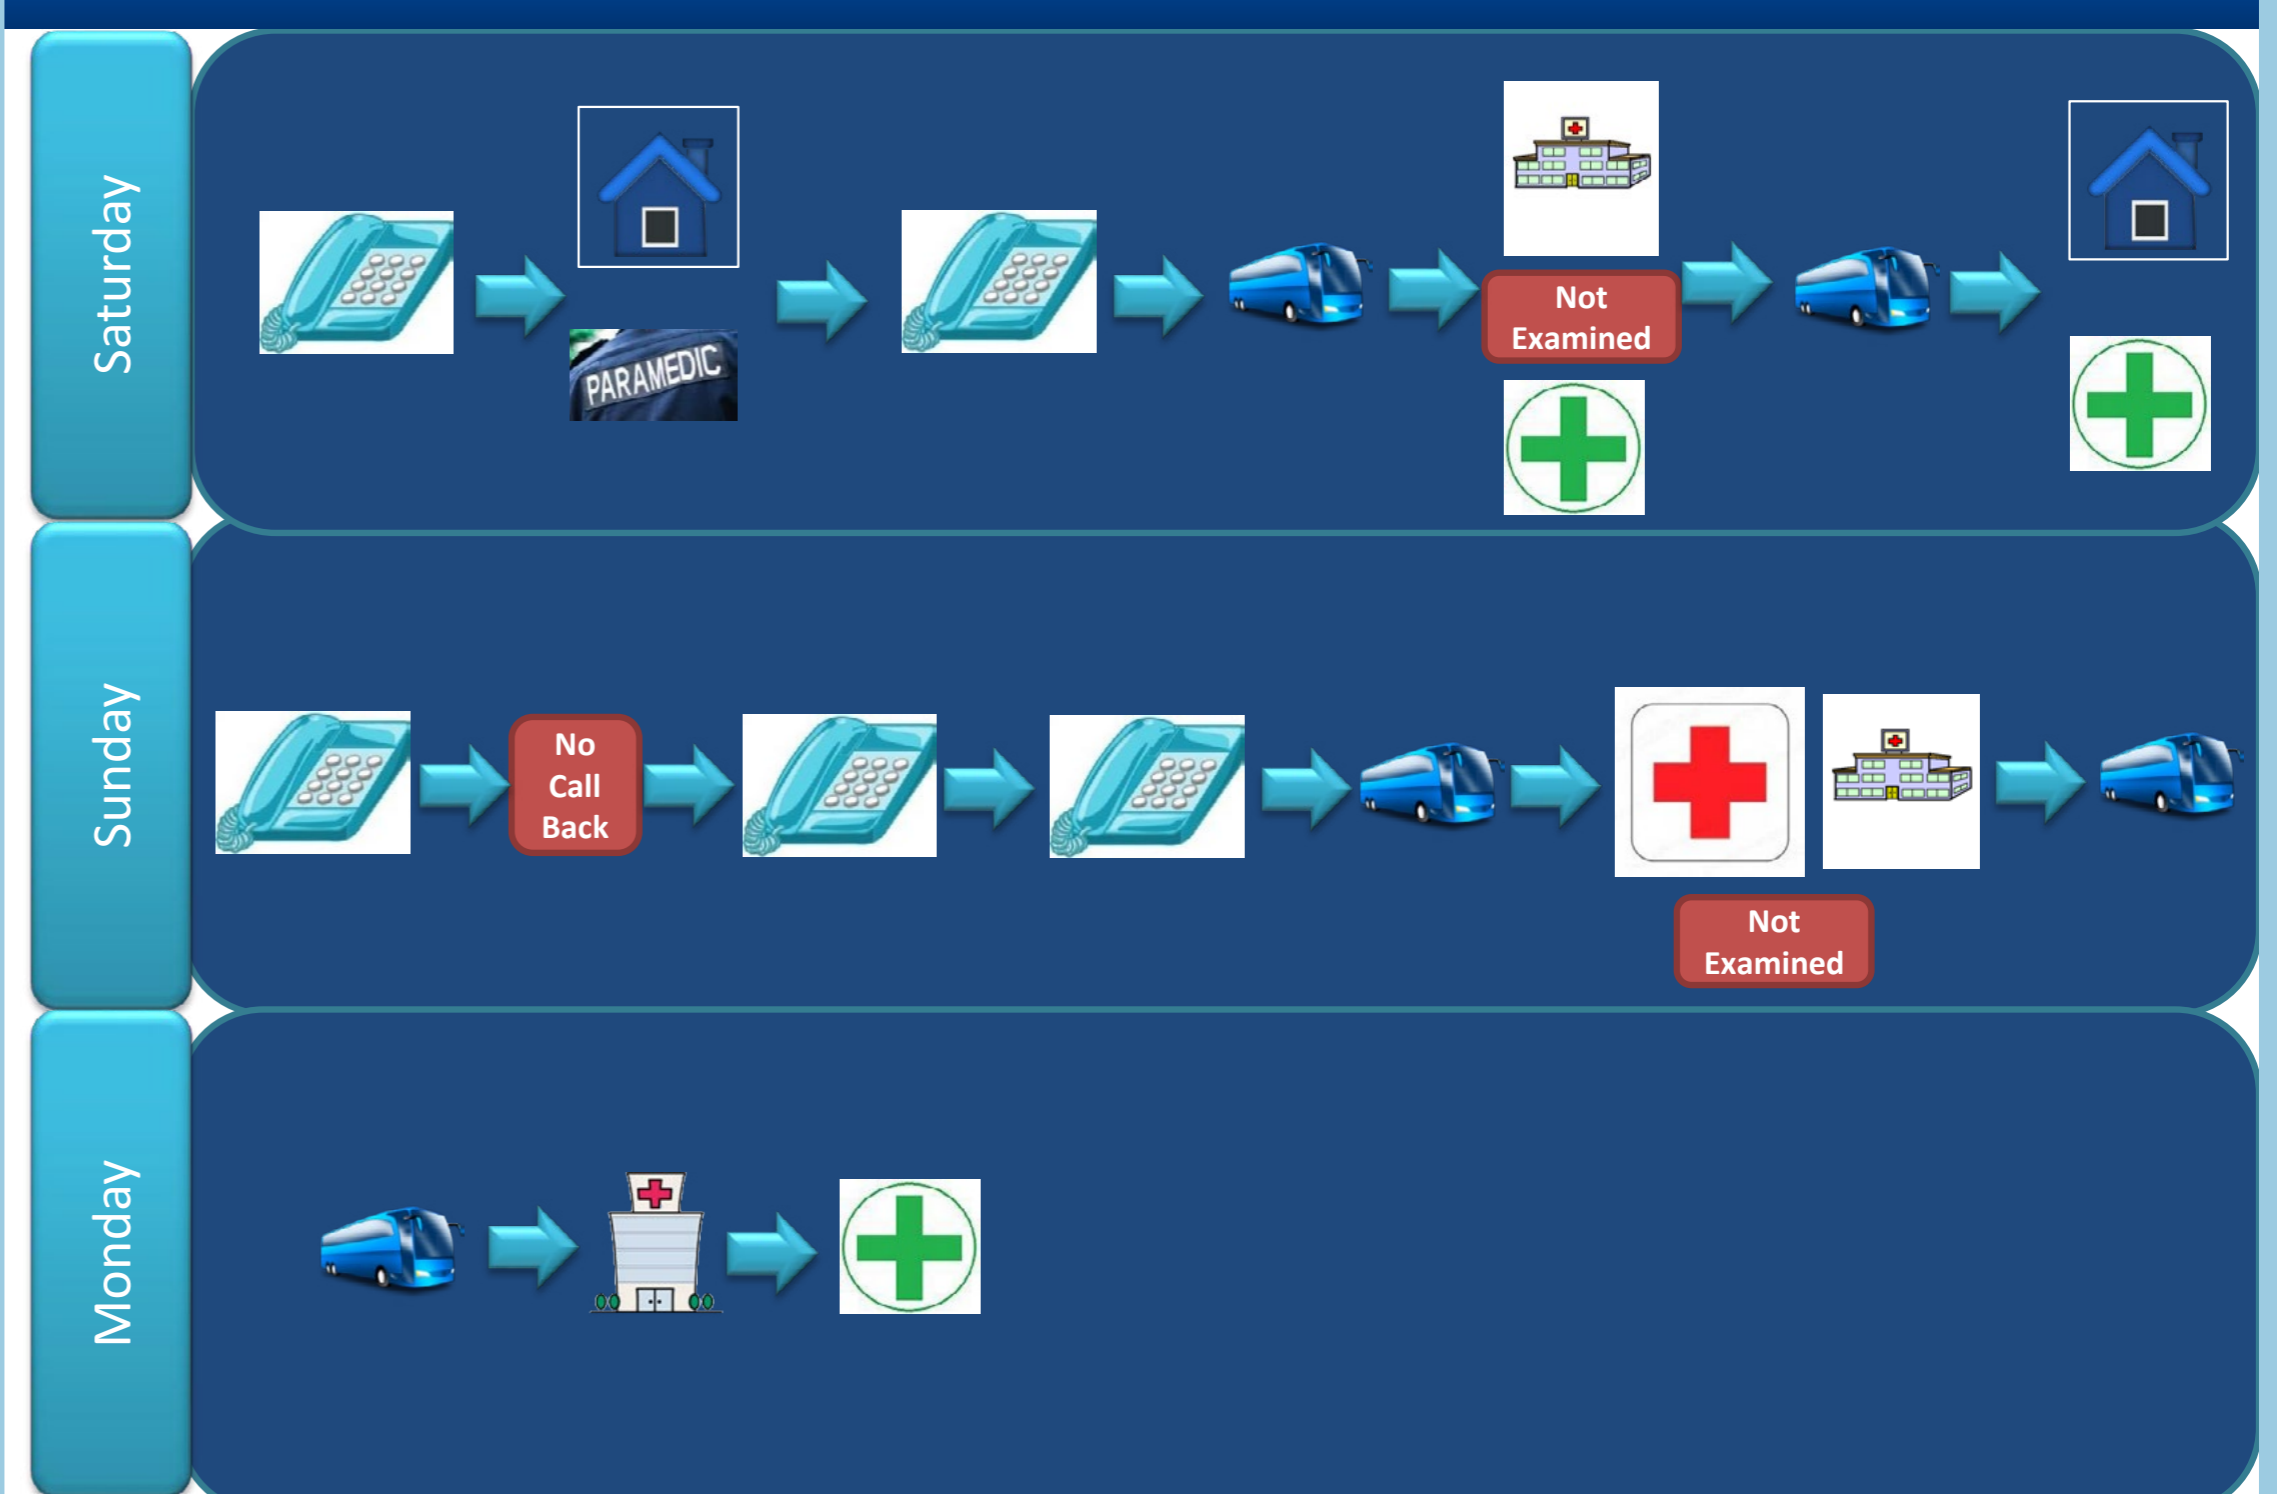 Saturday
PARAMEDIC
Not
Examined
Sunday
No
Call
Back
Not
Examined
Monday